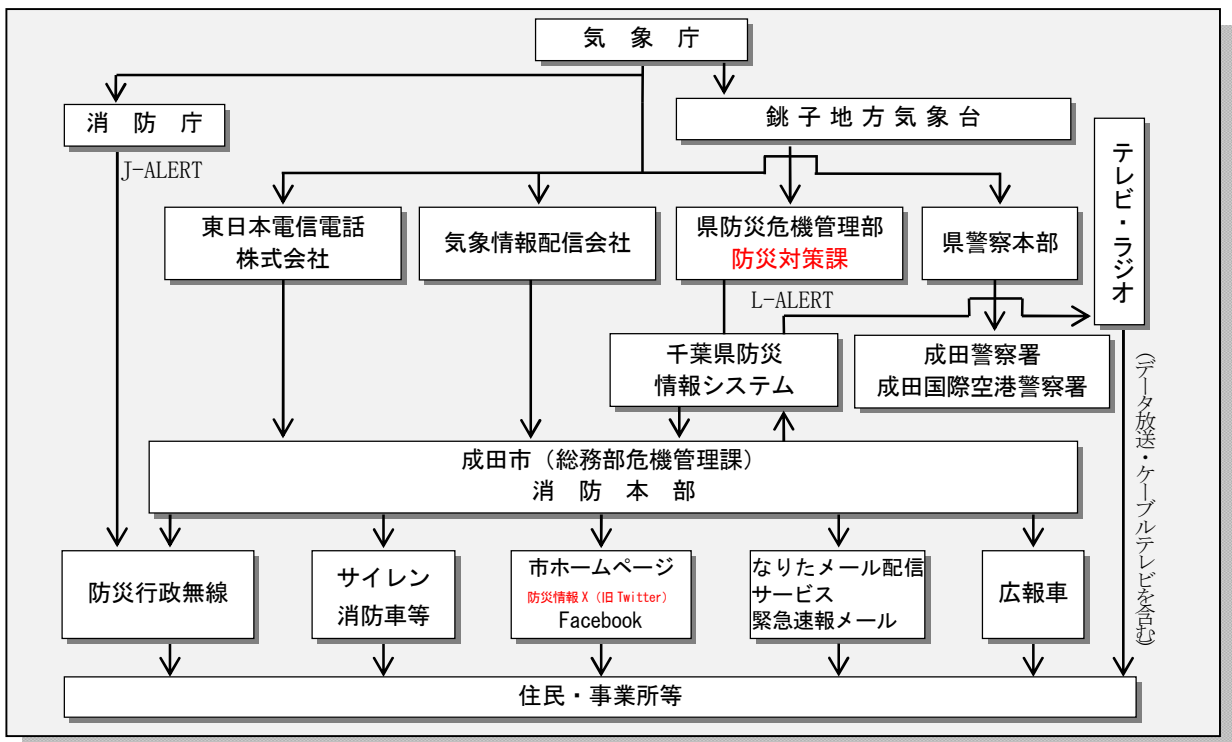 気象庁
消防庁
銚子地方気象台
J-ALERT
テレビ・ラジオ
東日本電信電話
株式会社
気象情報配信会社
県防災危機管理部
防災対策課
県警察本部
L-ALERT
千葉県防災
情報システム
成田警察署
成田国際空港警察署
(データ放送・ケーブルテレビを含む)
成田市（総務部危機管理課）
消防本部
防災行政無線
サイレン
消防車等
市ホームページ
防災情報X（旧Twitter）
Facebook
なりたメール配信
サービス
緊急速報メール
広報車
住民・事業所等